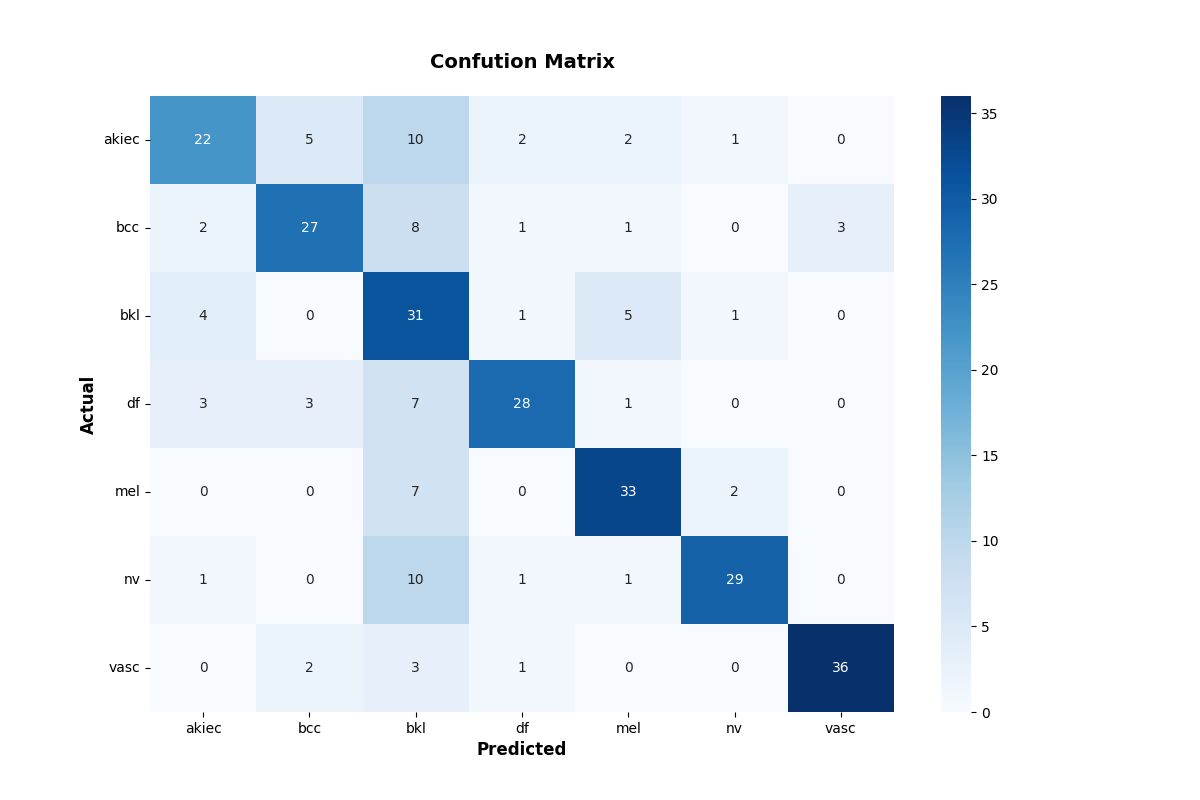 Confution Matrix
akiec 22 5 10 2 2 1 0
bcc 2 27 8 1 1 0 3
bkl 4 0 31 1 5 1 0
df 3 3 7 28 1 0 0
mel 0 0 7 0 33 2 0
nv 1 0 10 1 1 29 0
vasc 0 2 3 1 0 0 36
akiec bcc bkl df mel nv vasc
Predicted
Actual
35
30
25
20
15
10
5
0